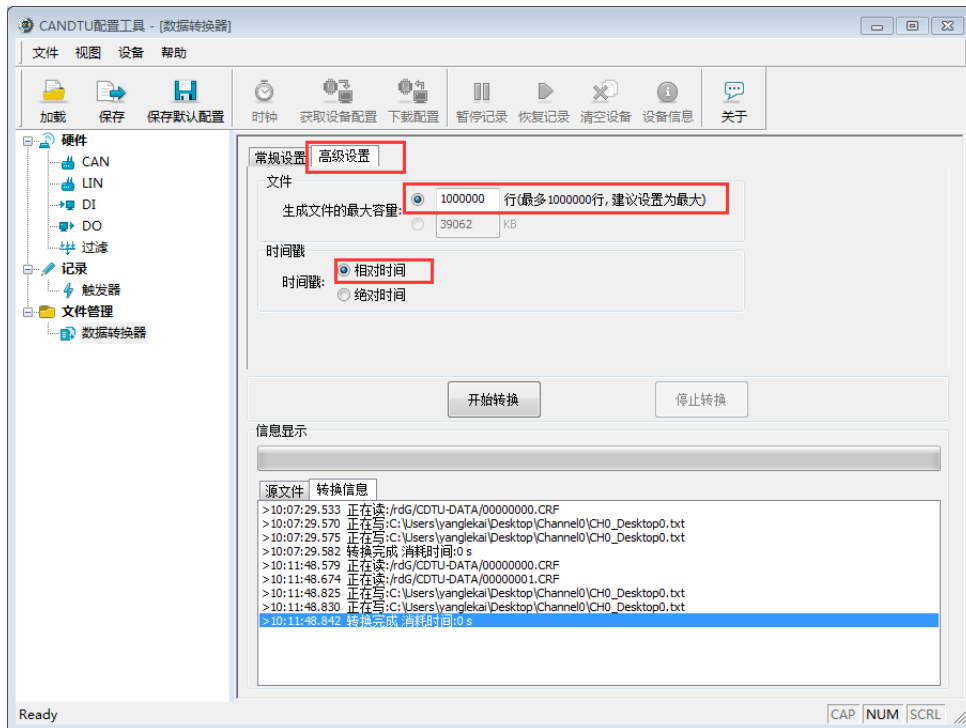 CANDTU配置工具 - [数据转换器]
文件 视图 设备 帮助
加载 保存 保存默认配置 时钟 获取设备配置 下载配置 暂停记录 恢复记录 清空设备 设备信息 关于
硬件
CAN
LIN
DI
DO
过滤
记录
触发器
文件管理
数据转换器
常规设置 高级设置
文件
生成文件的最大容量: 1000000 行(最多1000000行, 建议设置为最大)
39062 KB
时间戳
时间戳: 相对时间
绝对时间
开始转换 停止转换
信息显示
源文件 转换信息
>10:07:29.533 正在读:/rdG/CDTU-DATA/00000000.CRF
>10:07:29.570 正在写:C:\Users\yanglekai\Desktop\Channel0\CH0_Desktop0.txt
>10:07:29.575 正在写:C:\Users\yanglekai\Desktop\Channel0\CH0_Desktop0.txt
>10:07:29.582 转换完成 消耗时间:0 s
>10:11:48.579 正在读:/rdG/CDTU-DATA/00000000.CRF
>10:11:48.674 正在读:/rdG/CDTU-DATA/00000001.CRF
>10:11:48.825 正在写:C:\Users\yanglekai\Desktop\Channel0\CH0_Desktop0.txt
>10:11:48.830 正在写:C:\Users\yanglekai\Desktop\Channel0\CH0_Desktop0.txt
>10:11:48.842 转换完成 消耗时间:0 s
Ready CAP NUM SCRL